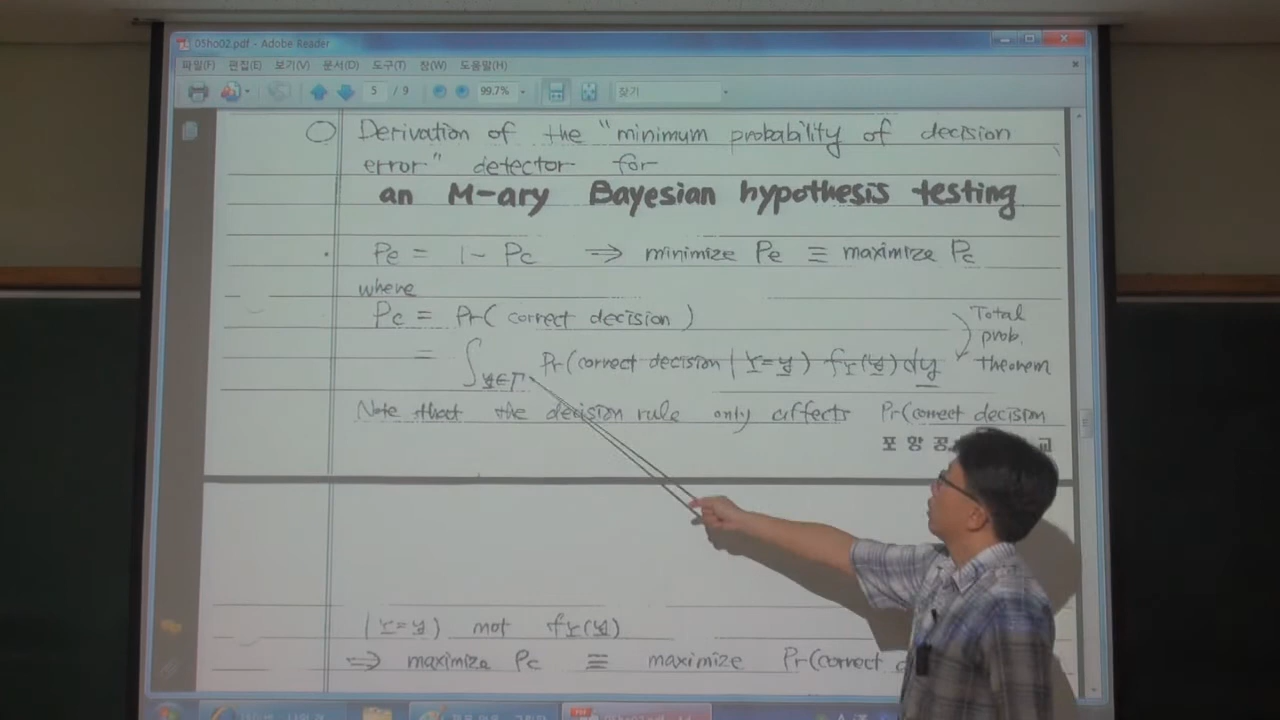 05ho02.pdf - Adobe Reader
파일(F) 편집(E) 보기(V) 문서(D) 도구(T) 창(W) 도움말(H)
5 / 9 99.7% 찾기
Derivation of the "minimum probability of decision
error" detector for
an M-ary Bayesian hypothesis testing
Pe = 1 - Pc ⇒ minimize Pe ≡ maximize Pc
where
Pc = Pr( correct decision )
= ∫_{y∈Γ} Pr(correct decision | Y=y) f_Y(y) dy
Total
prob.
theorem
Note that the decision rule only affects Pr(correct decision
포 항 공 교
| Y=y) not f_Y(y)
⇒ maximize Pc ≡ maximize Pr(correct